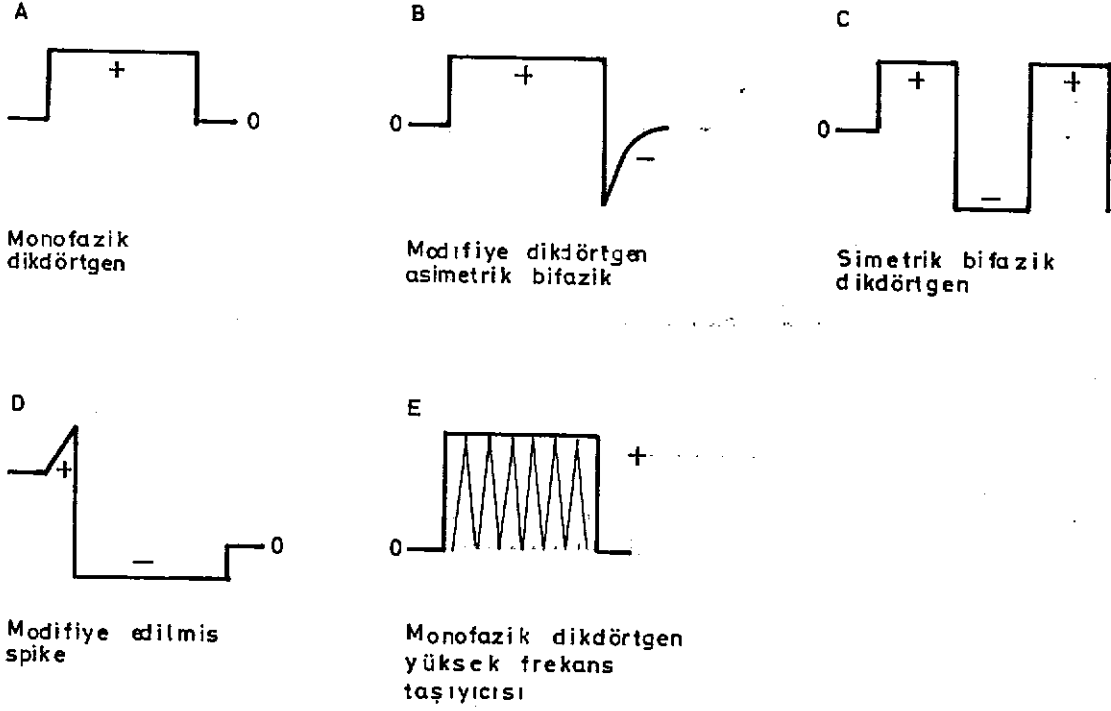 A
B
C
+
0
0
+
−
0
+
−
+
Monofazik
dikdörtgen
Modifiye dikdörtgen
asimetrik bifazik
Simetrik bifazik
dikdörtgen
D
E
+
−
0
0
+
Modifiye edilmis
spike
Monofazik dikdörtgen
yüksek frekans
taşıyıcısı